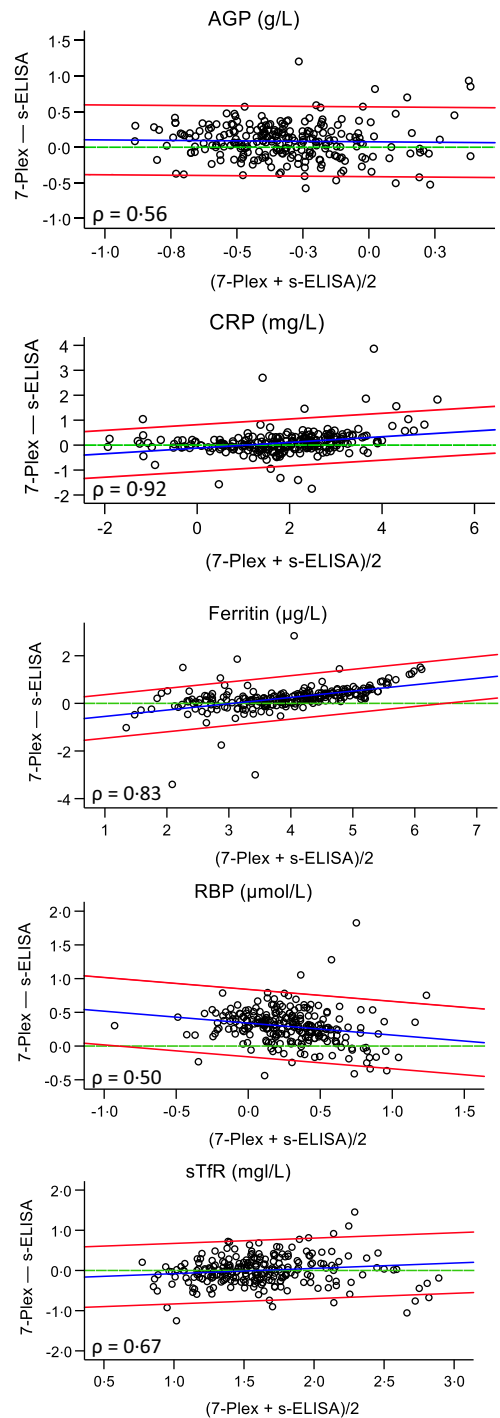 AGP (g/L)
7-Plex — s-ELISA
1·5
1·0
0·5
0·0
-0·5
-1·0
ρ = 0·56
-1·0 -0·8 -0·5 -0·3 0·0 0·3
(7-Plex + s-ELISA)/2
CRP (mg/L)
7-Plex — s-ELISA
4
3
2
1
0
-1
-2
ρ = 0·92
-2 0 2 4 6
(7-Plex + s-ELISA)/2
Ferritin (µg/L)
7-Plex — s-ELISA
2
0
-2
-4
ρ = 0·83
1 2 3 4 5 6 7
(7-Plex + s-ELISA)/2
RBP (µmol/L)
7-Plex — s-ELISA
2·0
1·5
1·0
0·5
0·0
-0·5
ρ = 0·50
-1·0 -0·5 0·0 0·5 1·0 1·5
(7-Plex + s-ELISA)/2
sTfR (mgl/L)
7-Plex — s-ELISA
2·0
1·0
0·0
-1·0
-2·0
ρ = 0·67
0·5 1·0 1·5 2·0 2·5 3·0
(7-Plex + s-ELISA)/2